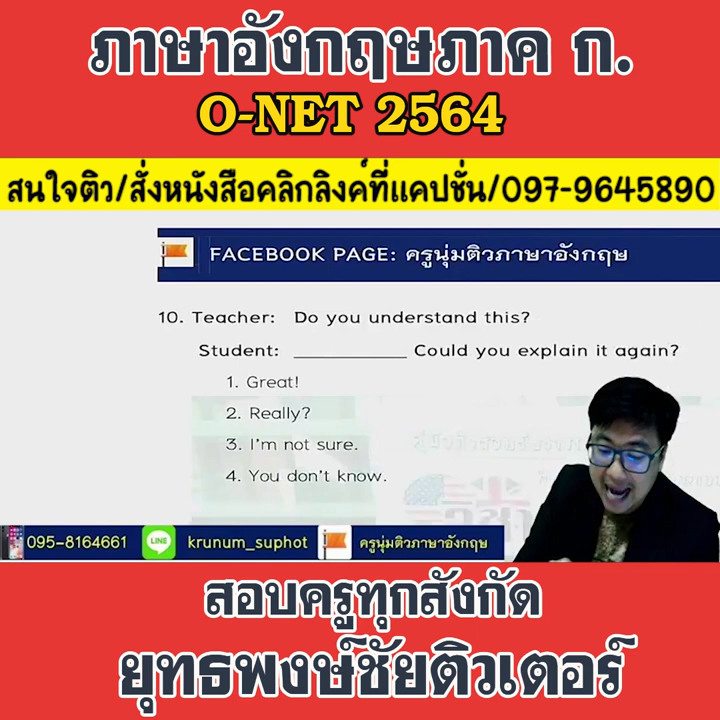 ภาษาอังกฤษภาค ก.
O-NET 2564
สนใจติว/สั่งหนังสือคลิกลิงค์ที่แคปชั่น/097-9645890
FACEBOOK PAGE: ครูนุ่มติวภาษาอังกฤษ
10. Teacher: Do you understand this?
Student: ____________ Could you explain it again?
1. Great!
2. Really?
3. I'm not sure.
4. You don't know.
095-8164661 LINE krunum_suphot ครูนุ่มติวภาษาอังกฤษ
สอบครูทุกสังกัด
ยุทธพงษ์ชัยติวเตอร์